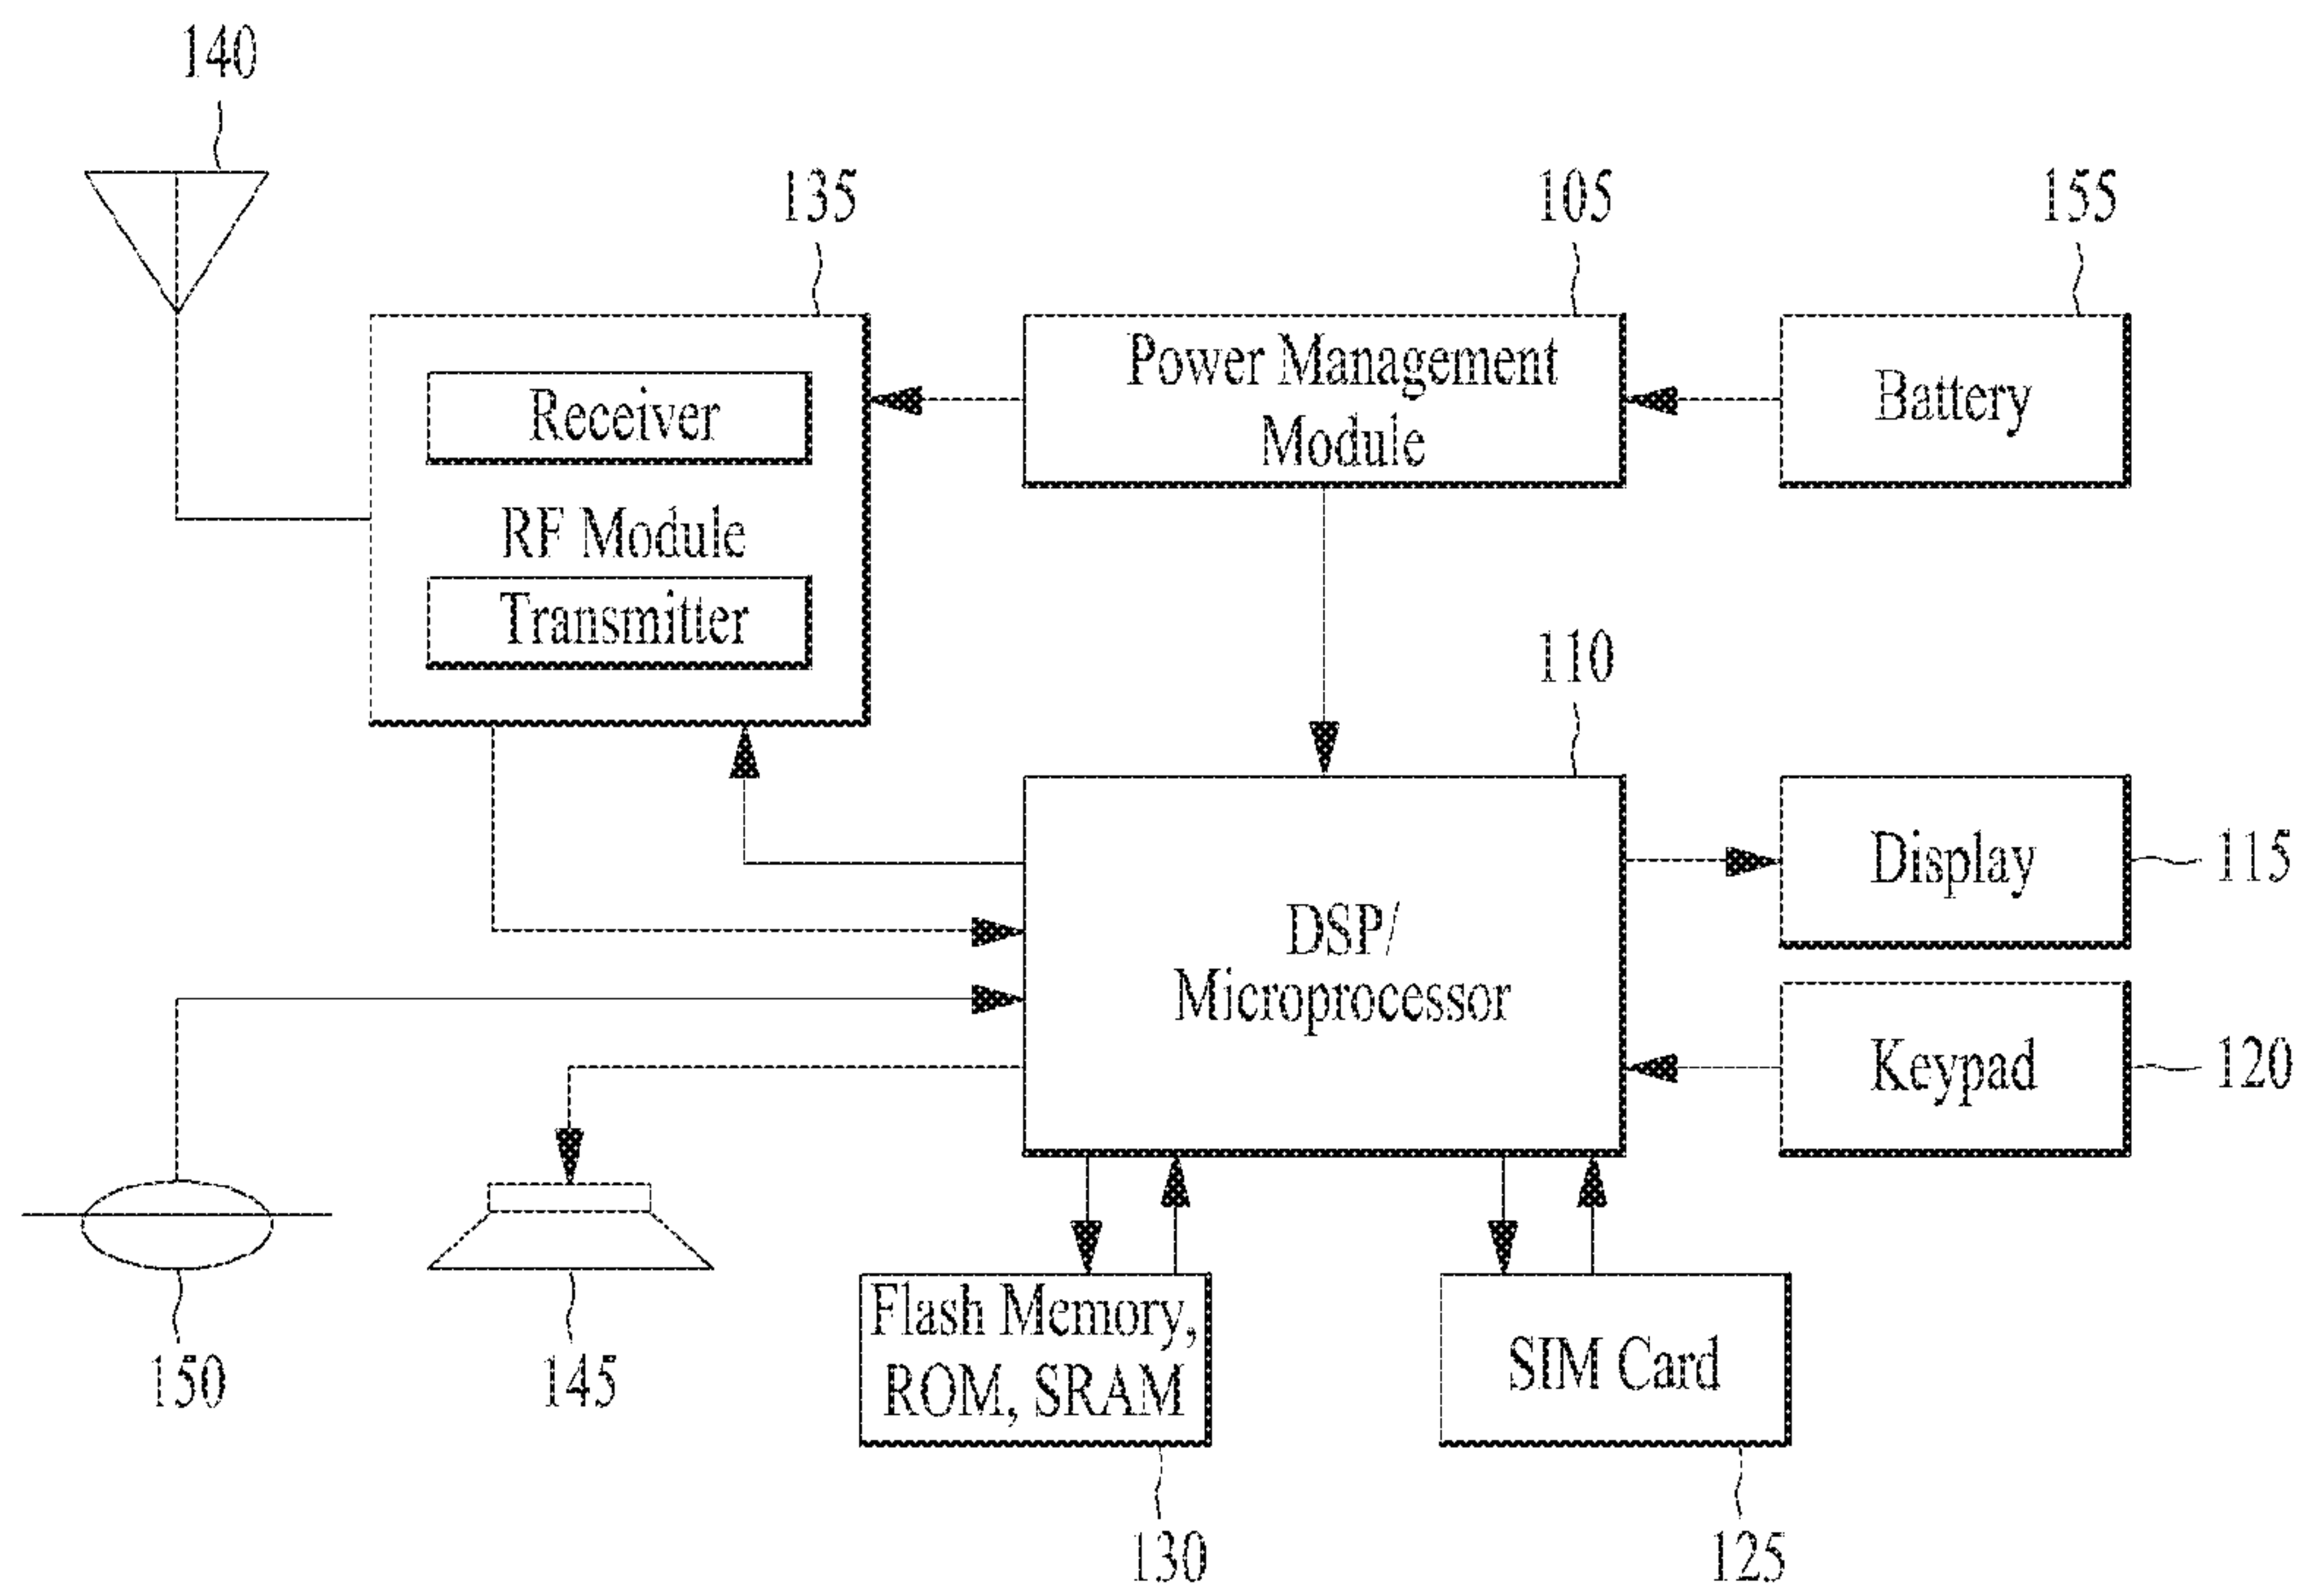 140
135
105
155
Receiver
RF Module
Transmitter
Power Management
Module
Battery
110
DSP/
Microprocessor
Display
115
Keypad
120
150
145
Flash Memory,
ROM, SRAM
SIM Card
130
125